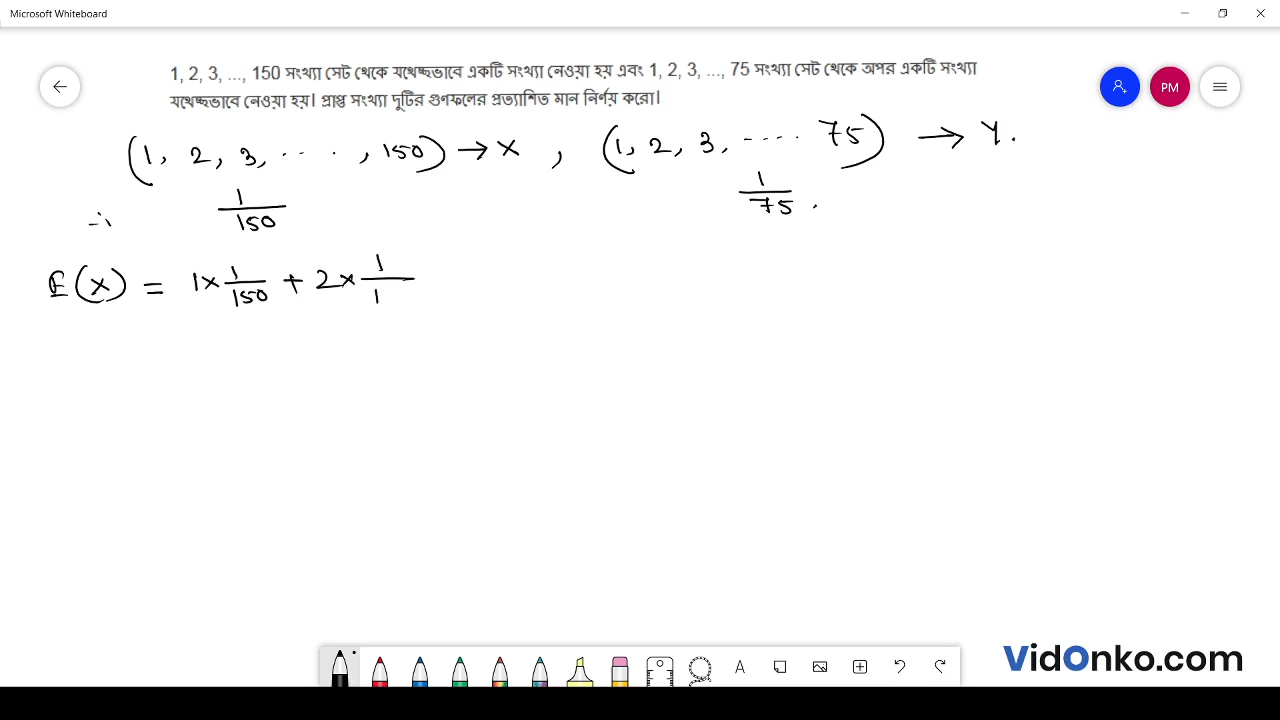 Microsoft Whiteboard
1, 2, 3, ..., 150 সংখ্যা সেট থেকে যথেচ্ছভাবে একটি সংখ্যা নেওয়া হয় এবং 1, 2, 3, ..., 75 সংখ্যা সেট থেকে অপর একটি সংখ্যা
যথেচ্ছভাবে নেওয়া হয়। প্রাপ্ত সংখ্যা দুটির গুণফলের প্রত্যাশিত মান নির্ণয় করো।
PM
(1, 2, 3, ...., 150) → X , (1, 2, 3, ..... 75) → Y.
∴ 1/150 1/75 .
E(X) = 1 × 1/150 + 2 × 1/1
A
VidOnko.com